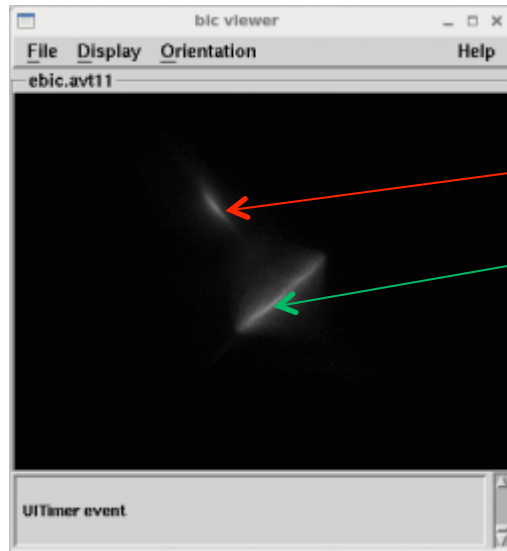 bic viewer
File Display Orientation Help
ebic.avt11
UITimer event